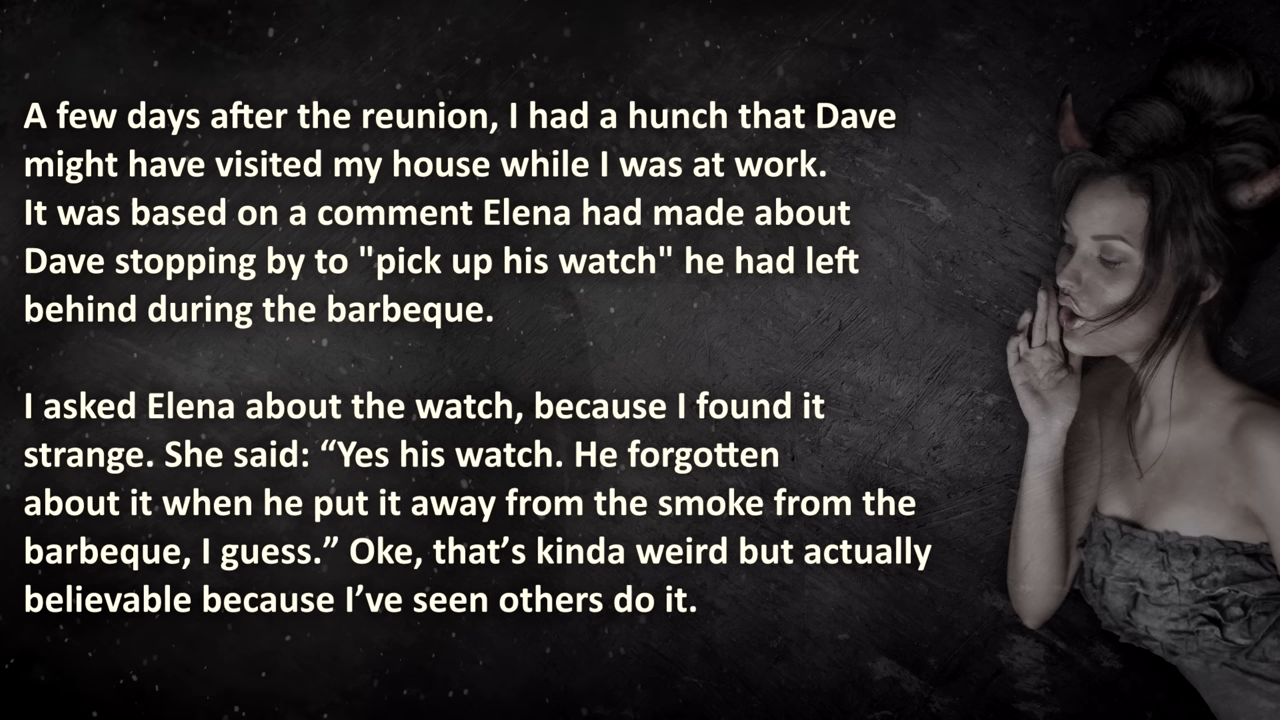 A few days after the reunion, I had a hunch that Dave
might have visited my house while I was at work.
It was based on a comment Elena had made about
Dave stopping by to "pick up his watch" he had left
behind during the barbeque.
I asked Elena about the watch, because I found it
strange. She said: “Yes his watch. He forgotten
about it when he put it away from the smoke from the
barbeque, I guess.” Oke, that’s kinda weird but actually
believable because I’ve seen others do it.